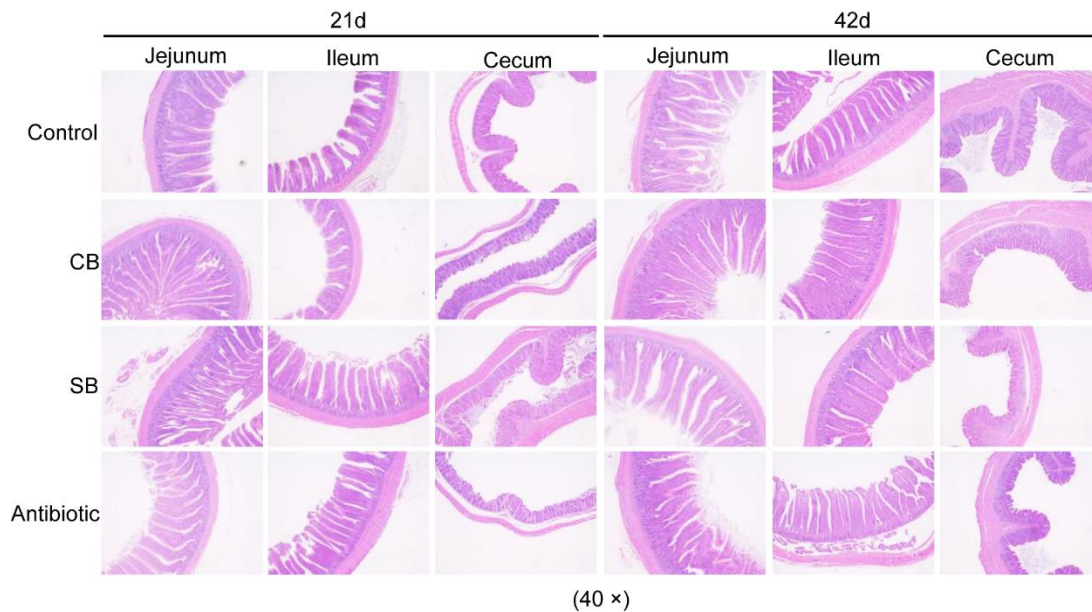 21d 42d
Jejunum Ileum Cecum Jejunum Ileum Cecum
Control
CB
SB
Antibiotic
(40 ×)